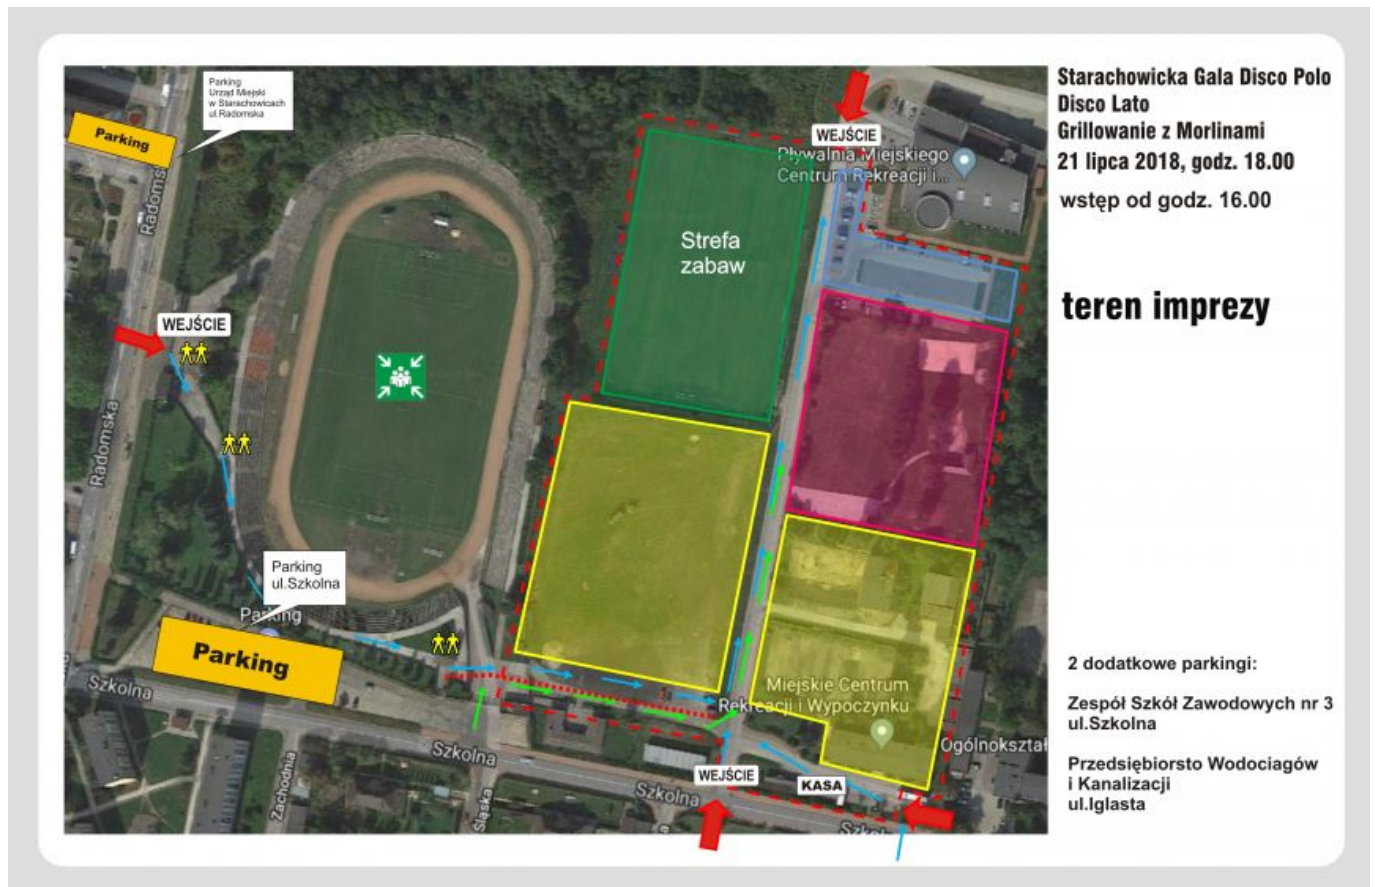 Parking
Urząd Miejski
w Starachowicach
ul.Radomska
Parking
Radomska
WEJŚCIE
Radomska
Parking
ul.Szkolna
Parking
Parking
Szkolna
Zachodnia
Śląska
Szkolna
Szkolna
Strefa
zabaw
WEJŚCIE
Pływalnia Miejskiego
Centrum Rekreacji i...
Miejskie Centrum
Rekreacji i Wypoczynku
Ogólnokształ
WEJŚCIE
KASA
Starachowicka Gala Disco Polo
Disco Lato
Grillowanie z Morlinami
21 lipca 2018, godz. 18.00
wstęp od godz. 16.00
teren imprezy
2 dodatkowe parkingi:
Zespół Szkół Zawodowych nr 3
ul.Szkolna
Przedsiębiorsto Wodociagów
i Kanalizacji
ul.Iglasta